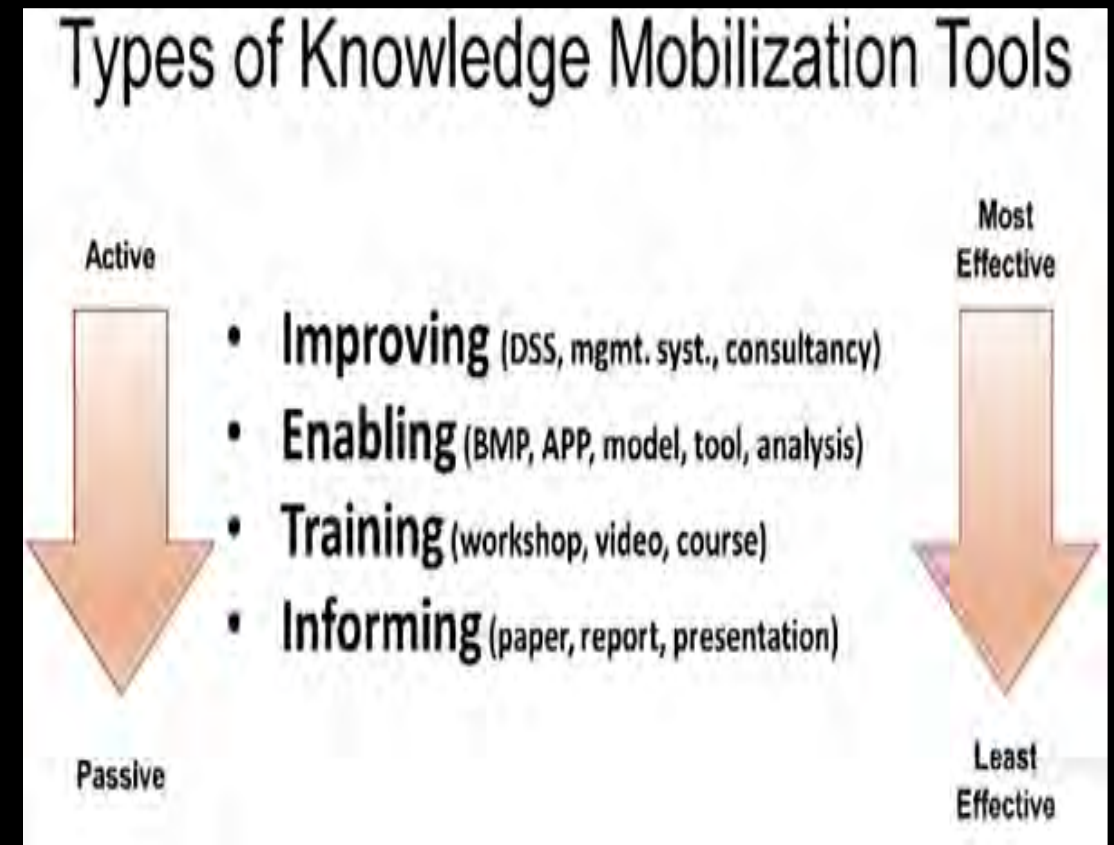 Types of Knowledge Mobilization Tools
Active
Most
Effective
• Improving (DSS, mgmt. syst., consultancy)
• Enabling (BMP, APP, model, tool, analysis)
• Training (workshop, video, course)
• Informing (paper, report, presentation)
Passive
Least
Effective